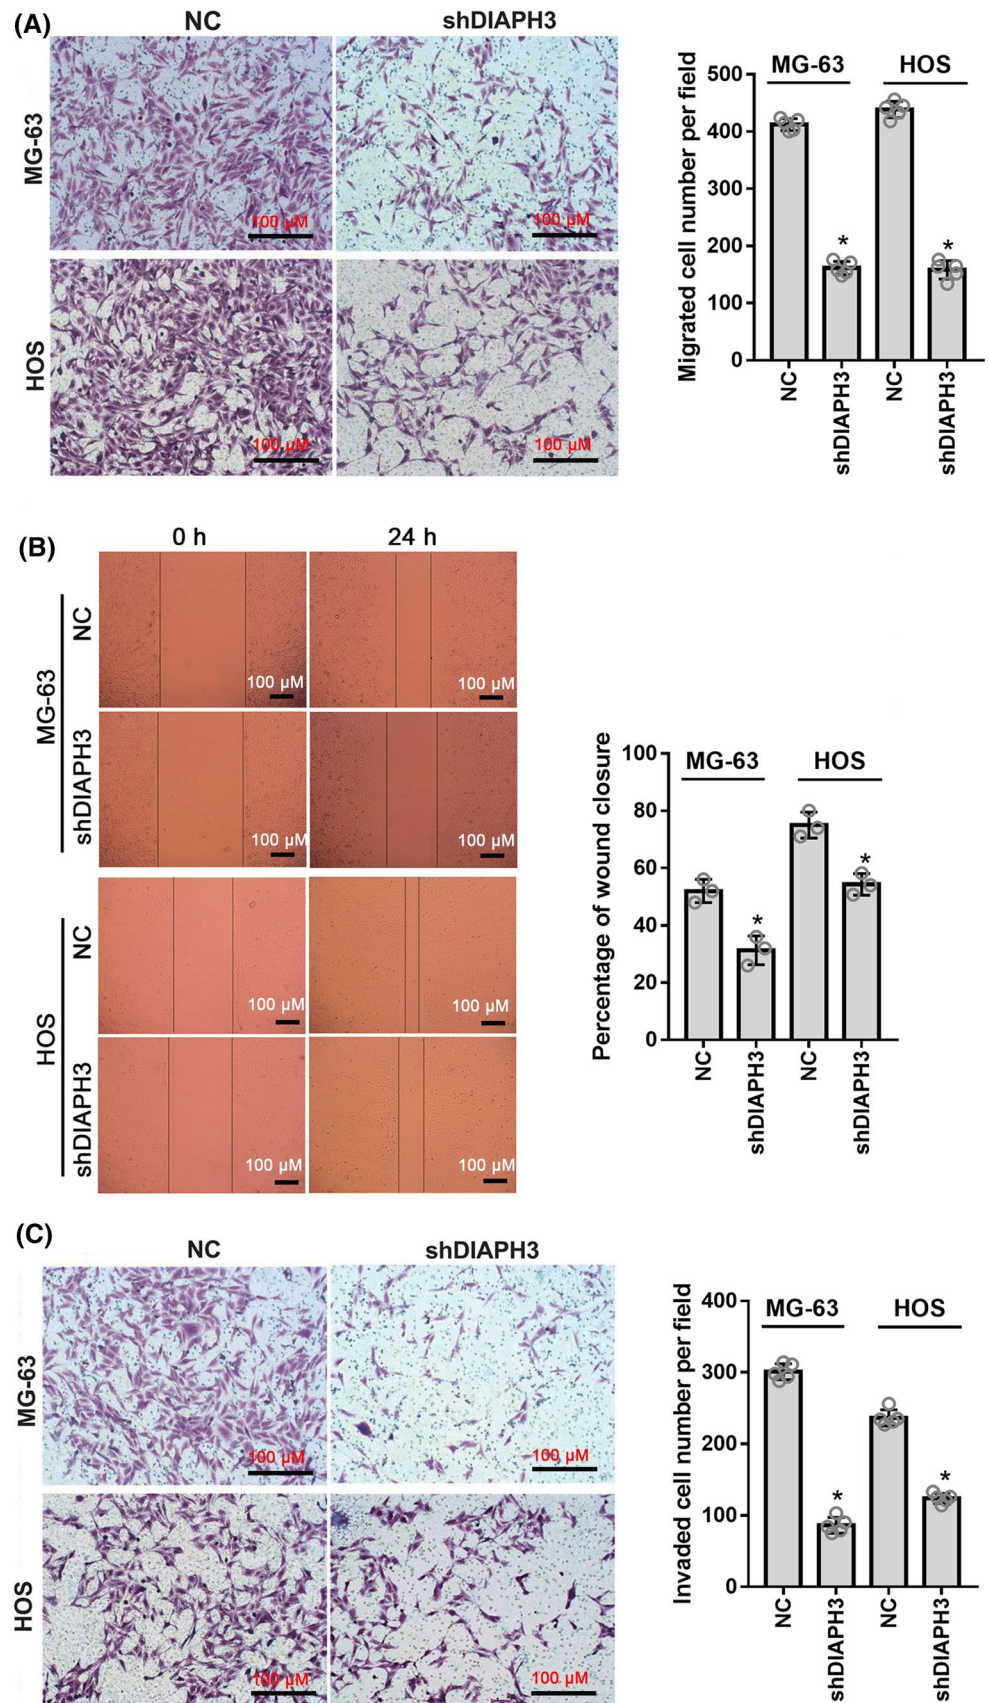 (A)
NC
shDIAPH3
MG-63
100 µM
100 µM
HOS
100 µM
100 µM
Migrated cell number per field
500
400
300
200
100
0
MG-63
HOS
*
*
NC
shDIAPH3
NC
shDIAPH3
(B)
0 h
24 h
MG-63
NC
100 µM
100 µM
shDIAPH3
100 µM
100 µM
HOS
NC
100 µM
100 µM
shDIAPH3
100 µM
100 µM
Percentage of wound closure
100
80
60
40
20
0
MG-63
HOS
*
*
NC
shDIAPH3
NC
shDIAPH3
(C)
NC
shDIAPH3
MG-63
100 µM
100 µM
HOS
100 µM
100 µM
Invaded cell number per field
400
300
200
100
0
MG-63
HOS
*
*
NC
shDIAPH3
NC
shDIAPH3